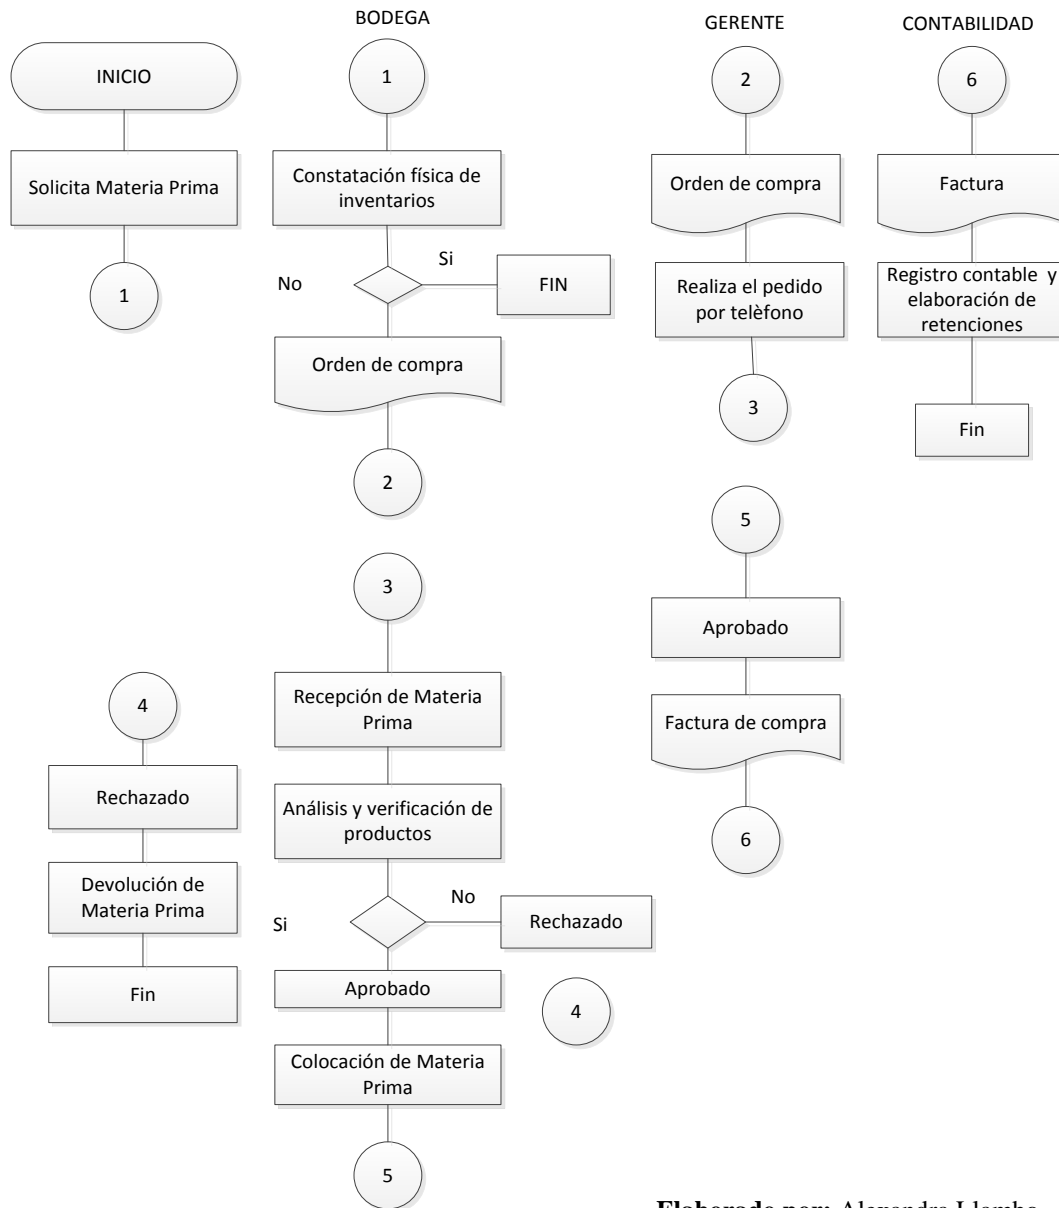 BODEGA
GERENTE
CONTABILIDAD
INICIO
Solicita Materia Prima
1
1
Constatación física de
inventarios
No
Si
FIN
Orden de compra
2
2
Orden de compra
Realiza el pedido
por telèfono
3
6
Factura
Registro contable y
elaboración de
retenciones
Fin
3
Recepción de Materia
Prima
Análisis y verificación de
productos
Si
No
Rechazado
4
Aprobado
Colocación de Materia
Prima
5
4
Rechazado
Devolución de
Materia Prima
Fin
5
Aprobado
Factura de compra
6